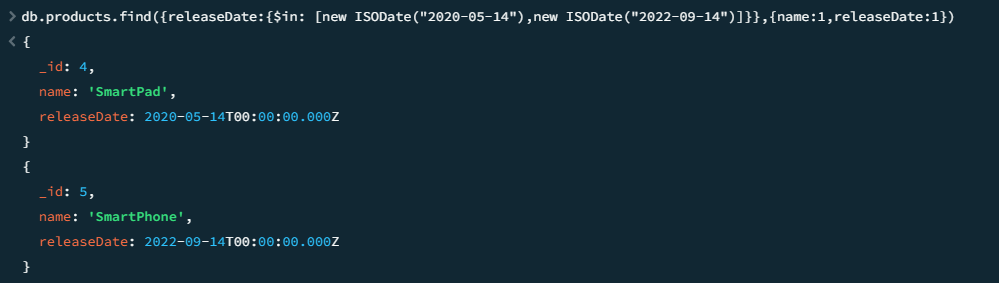 > db.products.find({releaseDate:{$in: [new ISODate("2020-05-14"),new ISODate("2022-09-14")]}},{name:1,releaseDate:1})
< {
_id: 4,
name: 'SmartPad',
releaseDate: 2020-05-14T00:00:00.000Z
}
{
_id: 5,
name: 'SmartPhone',
releaseDate: 2022-09-14T00:00:00.000Z
}